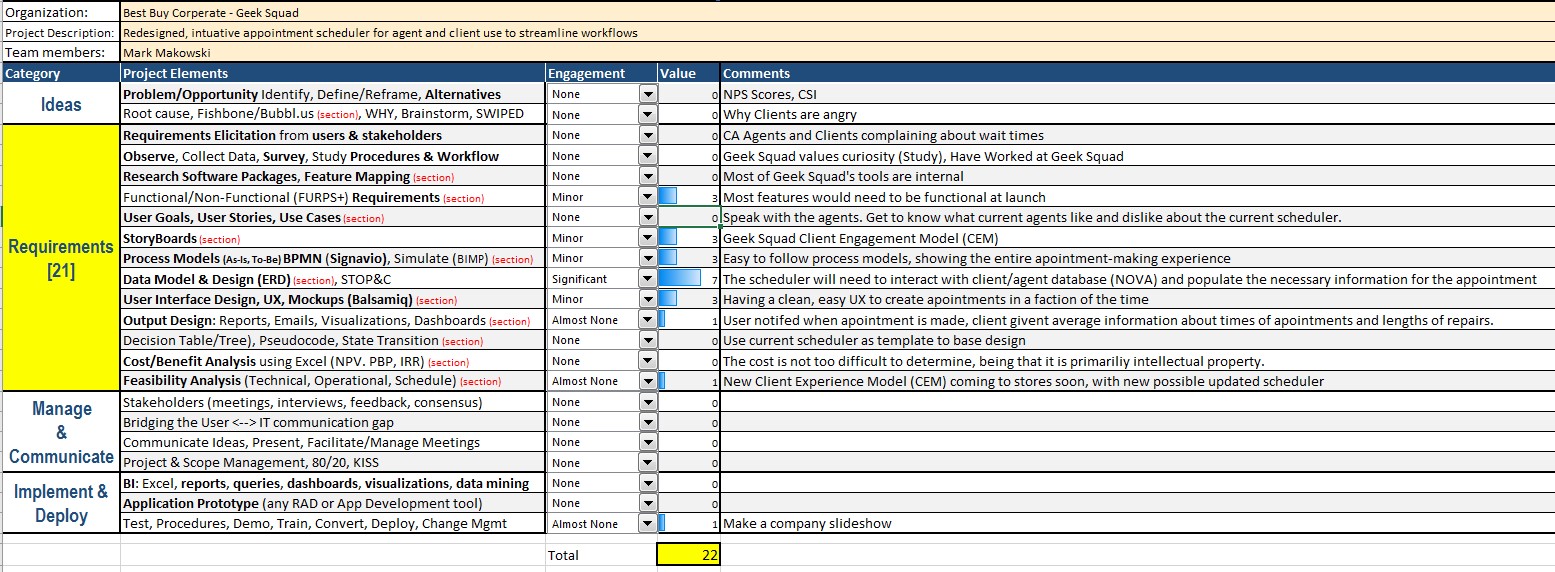 Organization: Best Buy Corperate - Geek Squad
Project Description: Redesigned, intuative appointment scheduler for agent and client use to streamline workflows
Team members: Mark Makowski
Category Project Elements Engagement Value Comments
Ideas
Problem/Opportunity Identify, Define/Reframe, Alternatives None 0 NPS Scores, CSI
Root cause, Fishbone/Bubbl.us (section), WHY, Brainstorm, SWIPED None 0 Why Clients are angry
Requirements
[21]
Requirements Elicitation from users & stakeholders None 0 CA Agents and Clients complaining about wait times
Observe, Collect Data, Survey, Study Procedures & Workflow None 0 Geek Squad values curiosity (Study), Have Worked at Geek Squad
Research Software Packages, Feature Mapping (section) None 0 Most of Geek Squad's tools are internal
Functional/Non-Functional (FURPS+) Requirements (section) Minor 3 Most features would need to be functional at launch
User Goals, User Stories, Use Cases (section) None 0 Speak with the agents. Get to know what current agents like and dislike about the current scheduler.
StoryBoards (section) Minor 3 Geek Squad Client Engagement Model (CEM)
Process Models (As-Is, To-Be) BPMN (Signavio), Simulate (BIMP) (section) Minor 3 Easy to follow process models, showing the entire apointment-making experience
Data Model & Design (ERD) (section), STOP&C Significant 7 The scheduler will need to interact with client/agent database (NOVA) and populate the necessary information for the appointment
User Interface Design, UX, Mockups (Balsamiq) (section) Minor 3 Having a clean, easy UX to create apointments in a faction of the time
Output Design: Reports, Emails, Visualizations, Dashboards (section) Almost None 1 User notifed when apointment is made, client givent average information about times of apointments and lengths of repairs.
Decision Table/Tree), Pseudocode, State Transition (section) None 0 Use current scheduler as template to base design
Cost/Benefit Analysis using Excel (NPV. PBP, IRR) (section) None 0 The cost is not too difficult to determine, being that it is primariliy intellectual property.
Feasibility Analysis (Technical, Operational, Schedule) (section) Almost None 1 New Client Experience Model (CEM) coming to stores soon, with new possible updated scheduler
Manage
&
Communicate
Stakeholders (meetings, interviews, feedback, consensus) None 0
Bridging the User <--> IT communication gap None 0
Communicate Ideas, Present, Facilitate/Manage Meetings None 0
Project & Scope Management, 80/20, KISS None 0
Implement &
Deploy
BI: Excel, reports, queries, dashboards, visualizations, data mining None 0
Application Prototype (any RAD or App Development tool) None 0
Test, Procedures, Demo, Train, Convert, Deploy, Change Mgmt Almost None 1 Make a company slideshow
Total 22